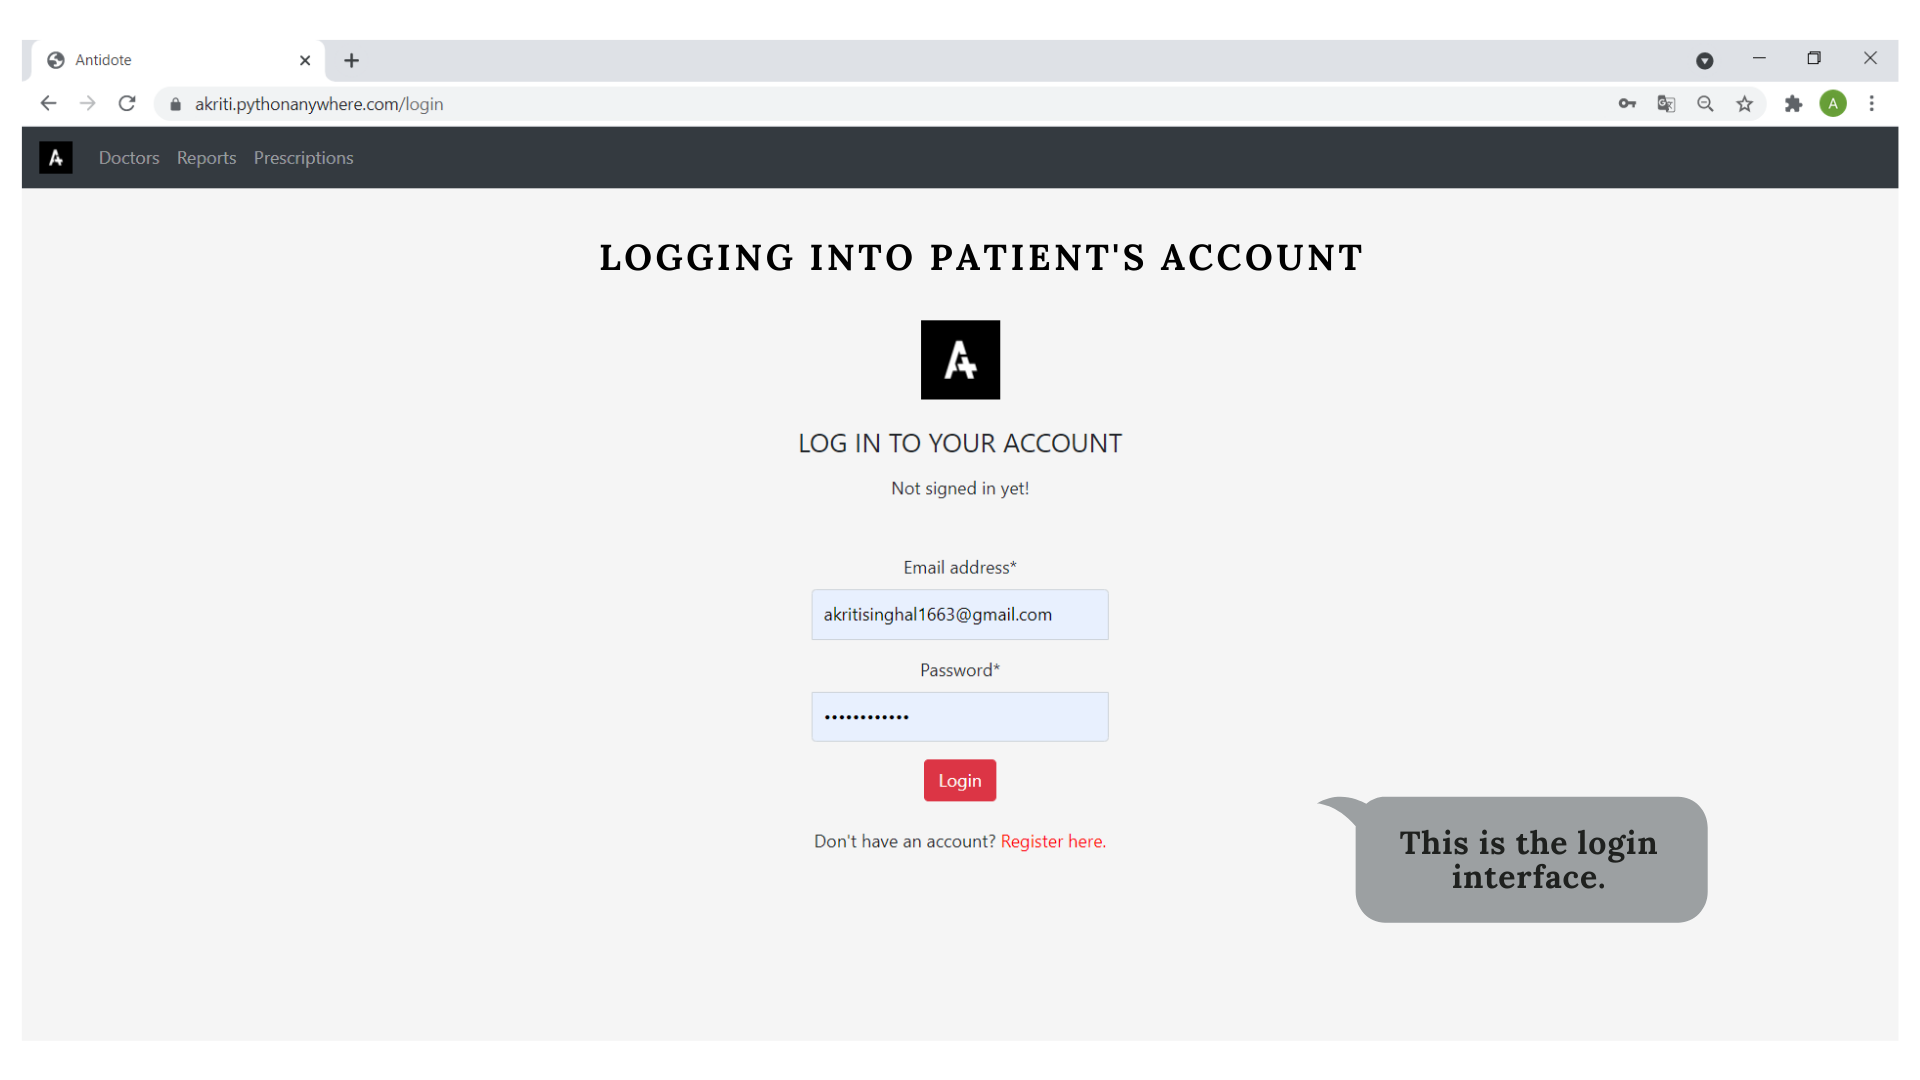 Antidote
akriti.pythonanywhere.com/login
A
Doctors Reports Prescriptions
LOGGING INTO PATIENT'S ACCOUNT
LOG IN TO YOUR ACCOUNT
Not signed in yet!
Email address*
akritisinghal1663@gmail.com
Password*
••••••••••••
Login
Don't have an account? Register here.
This is the login
interface.